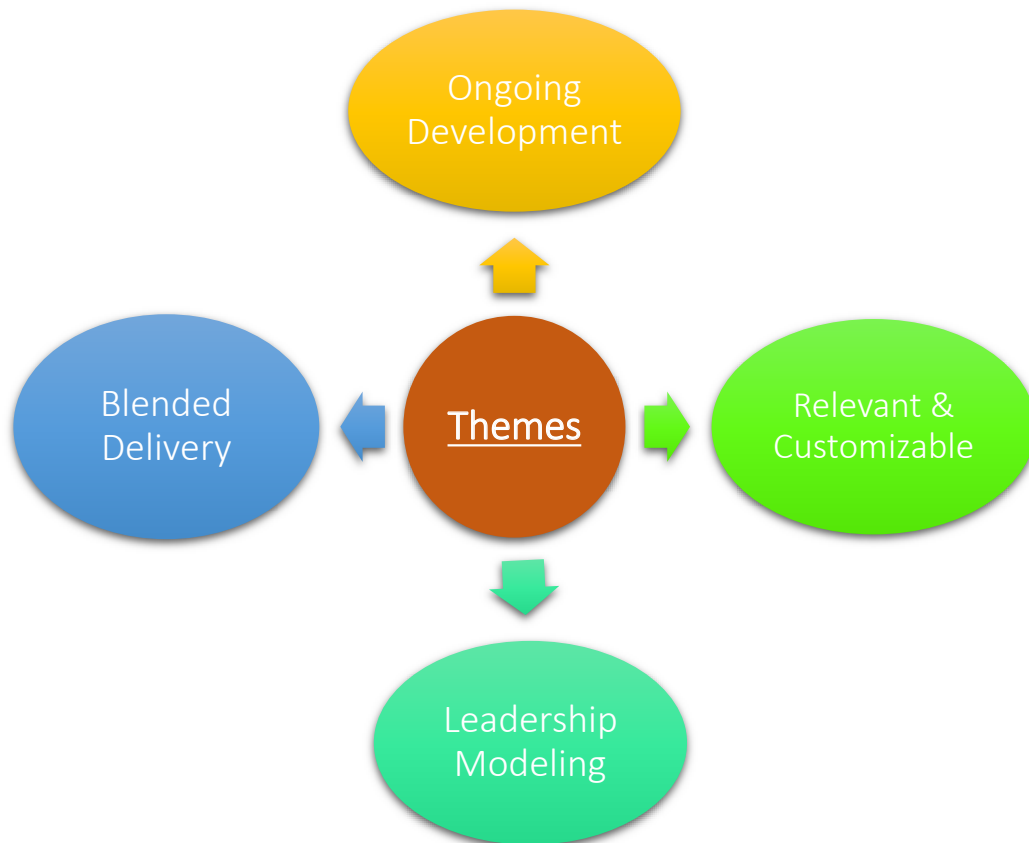 Ongoing
Development
Blended
Delivery
Themes
Relevant &
Customizable
Leadership
Modeling